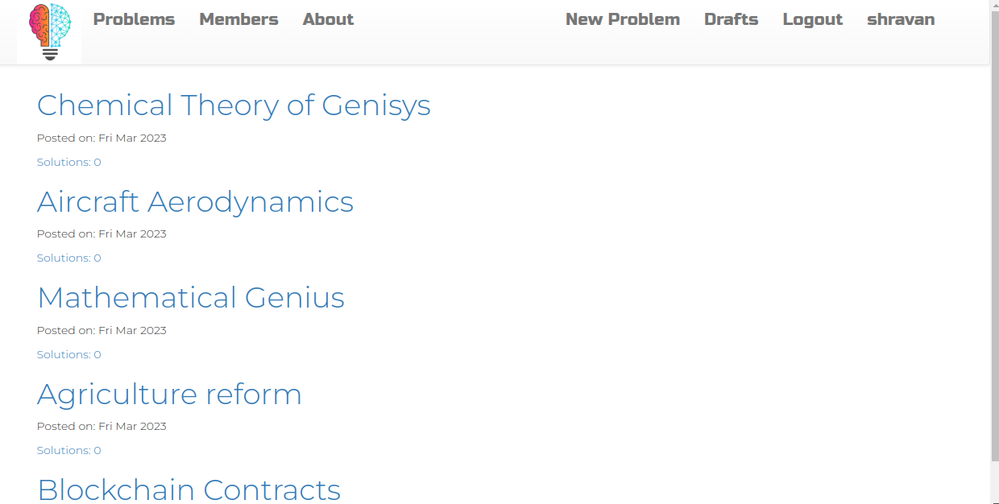 Problems Members About New Problem Drafts Logout shravan
Chemical Theory of Genisys
Posted on: Fri Mar 2023
Solutions: 0
Aircraft Aerodynamics
Posted on: Fri Mar 2023
Solutions: 0
Mathematical Genius
Posted on: Fri Mar 2023
Solutions: 0
Agriculture reform
Posted on: Fri Mar 2023
Solutions: 0
Blockchain Contracts